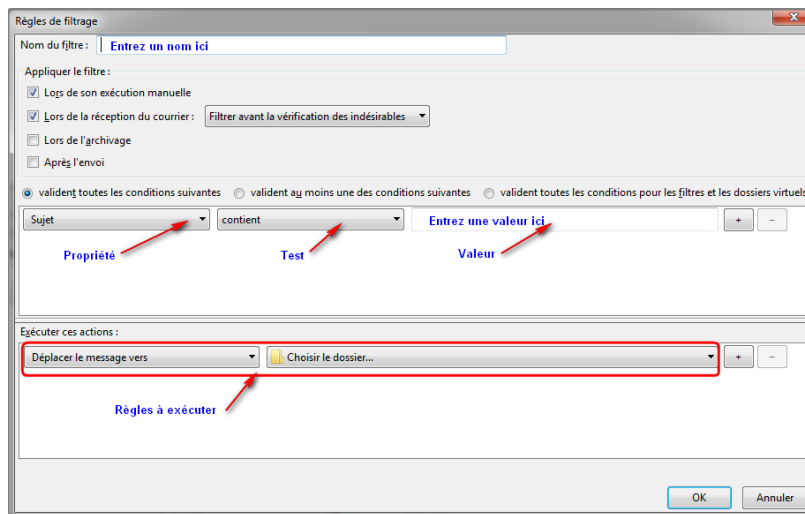 Règles de filtrage
Nom du filtre : Entrez un nom ici
Appliquer le filtre :
Lors de son exécution manuelle
Lors de la réception du courrier : Filtrer avant la vérification des indésirables
Lors de l'archivage
Après l'envoi
valident toutes les conditions suivantes valident au moins une des conditions suivantes valident toutes les conditions pour les filtres et les dossiers virtuels
Sujet contient Entrez une valeur ici + -
Propriété Test Valeur
Exécuter ces actions :
Déplacer le message vers Choisir le dossier... + -
Règles à exécuter
OK Annuler